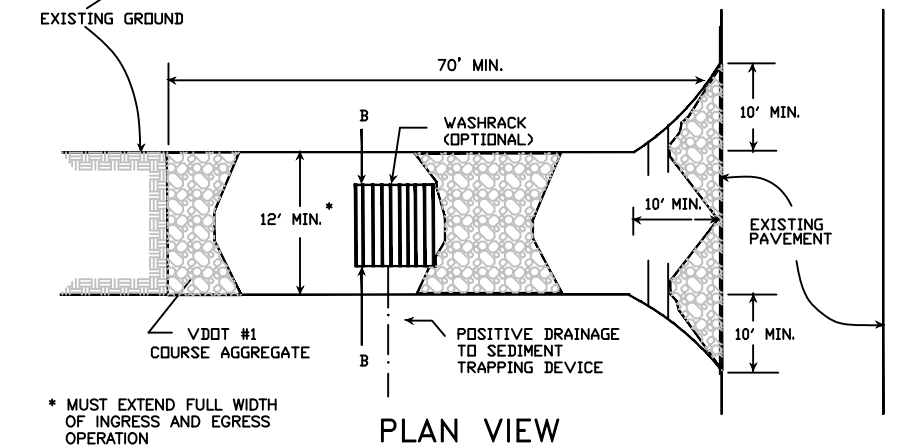 EXISTING GROUND
70' MIN.
B
WASHRACK
(OPTIONAL)
10' MIN.
12' MIN.*
10' MIN.
EXISTING
PAVEMENT
VDOT #1
COURSE AGGREGATE
B
POSITIVE DRAINAGE
TO SEDIMENT
TRAPPING DEVICE
10' MIN.
* MUST EXTEND FULL WIDTH
OF INGRESS AND EGRESS
OPERATION
PLAN VIEW